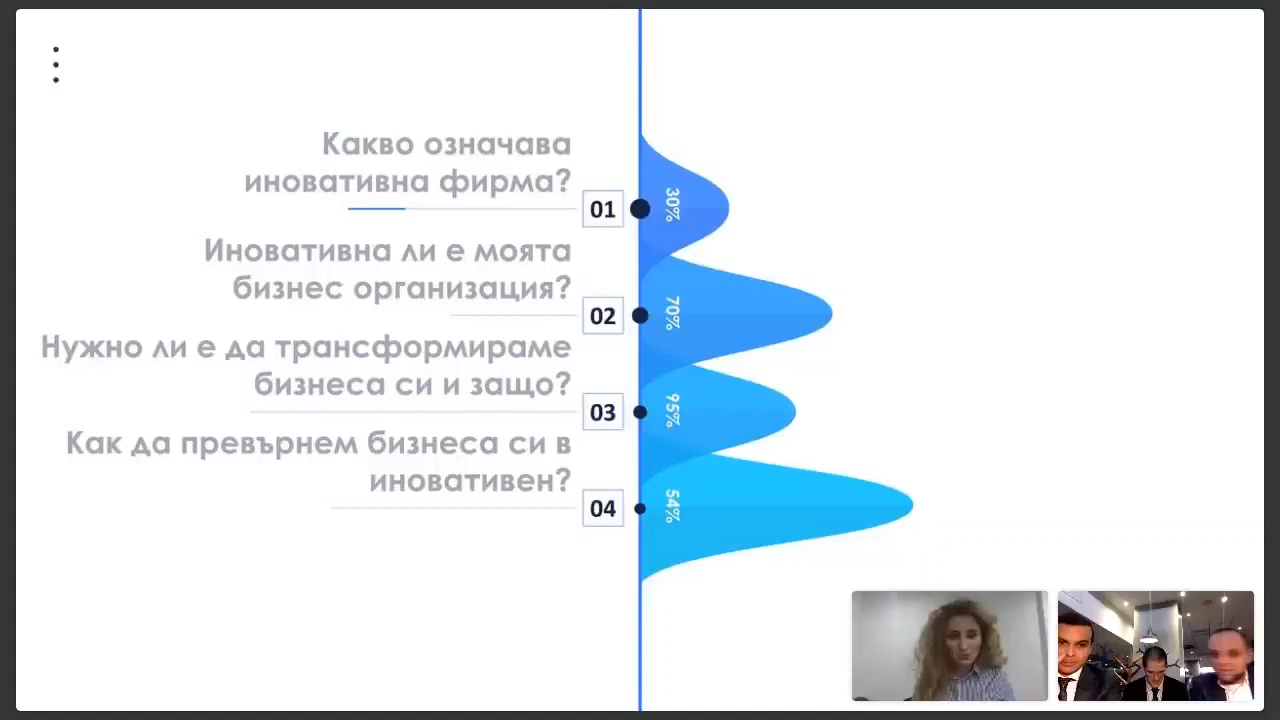 Какво означава
иновативна фирма?
01
30%
Иновативна ли е моята
бизнес организация?
02
70%
Нужно ли е да трансформираме
бизнеса си и защо?
03
95%
Как да превърнем бизнеса си в
иновативен?
04
54%